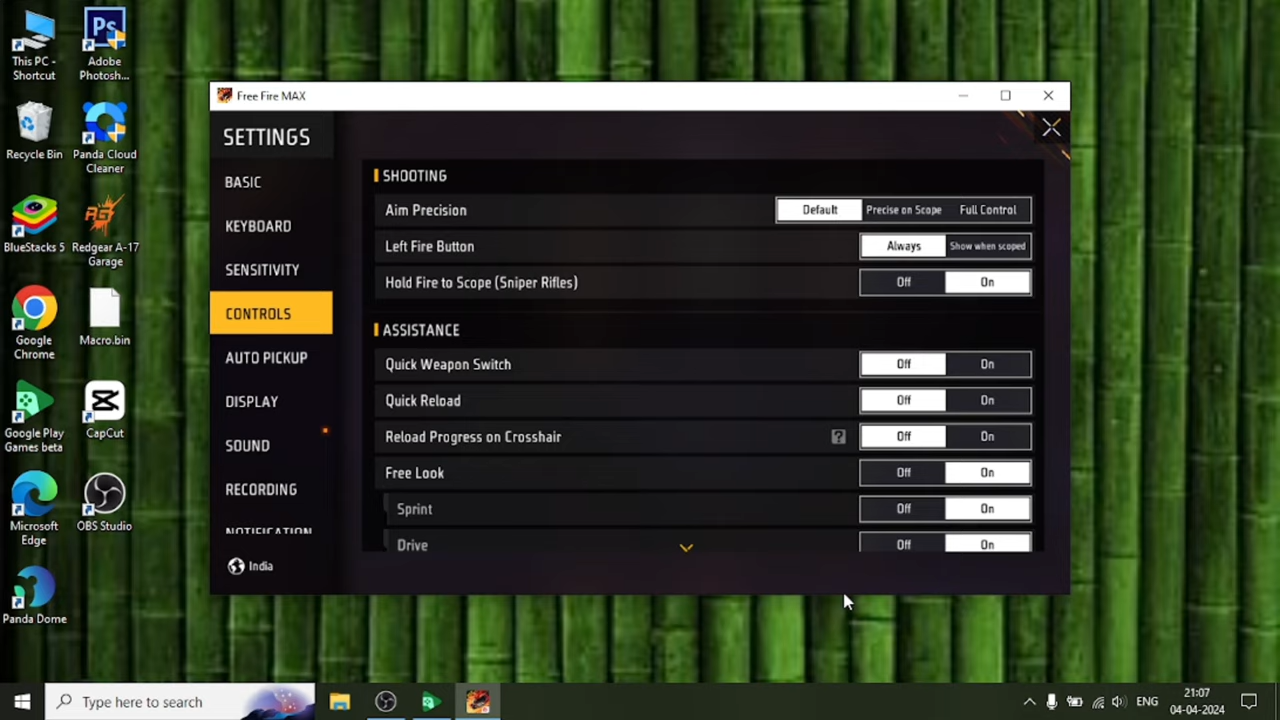 This PC -
Shortcut
Ps
Adobe
Photosh...
Recycle Bin
Panda Cloud
Cleaner
BlueStacks 5
Redgear A-17
Garage
Google
Chrome
Macro.bin
Google Play
Games beta
CapCut
Microsoft
Edge
OBS Studio
Panda Dome
Free Fire MAX
SETTINGS
BASIC
KEYBOARD
SENSITIVITY
CONTROLS
AUTO PICKUP
DISPLAY
SOUND
RECORDING
NOTIFICATION
India
SHOOTING
Aim Precision Default Precise on Scope Full Control
Left Fire Button Always Show when scoped
Hold Fire to Scope (Sniper Rifles) Off On
ASSISTANCE
Quick Weapon Switch Off On
Quick Reload Off On
Reload Progress on Crosshair ? Off On
Free Look Off On
Sprint Off On
Drive Off On
Type here to search
ENG
21:07
04-04-2024